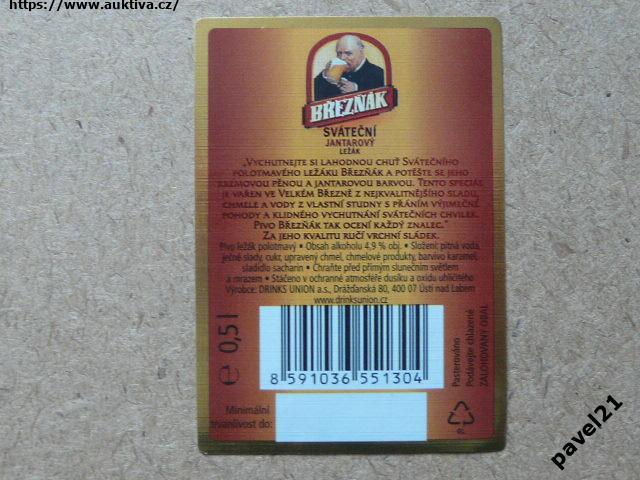 https://www.auktiva.cz/
BŘEZŇÁK
SVÁTEČNÍ
JANTAROVÝ
LEŽÁK
„VYCHUTNEJTE SI LAHODNOU CHUŤ SVÁTEČNÍHO
POLOTMAVÉHO LEŽÁKU BŘEZŇÁK A POTĚŠTE SE JEHO
KRÉMOVOU PĚNOU A JANTAROVOU BARVOU. TENTO SPECIÁL
JE VAŘEN VE VELKÉM BŘEZNĚ Z NEJKVALITNĚJŠÍHO SLADU,
CHMELE A VODY Z VLASTNÍ STUDNY S PŘÁNÍM VÝJIMEČNÉ
POHODY A KLIDNÉHO VYCHUTNÁNÍ SVÁTEČNÍCH CHVILEK.
PIVO BŘEZŇÁK TAK OCENÍ KAŽDÝ ZNALEC."
ZA JEHO KVALITU RUČÍ VRCHNÍ SLÁDEK.
Pivo ležák polotmavý • Obsah alkoholu 4,9 % obj. • Složení: pitná voda,
ječné slady, cukr, upravený chmel, chmelové produkty, barvivo karamel,
sladidlo sacharin • Chraňte před přímým slunečním světlem
a mrazem • Stáčeno v ochranné atmosféře dusíku a oxidu uhličitého
Výrobce: DRINKS UNION a.s., Drážďanská 80, 400 07 Ústí nad Labem
www.drinksunion.cz
e 0,5 l
8 591036 551304
Pasterováno
Podávejte chlazené
ZÁLOHOVANÝ OBAL
Minimální
trvanlivost do:
pavel21